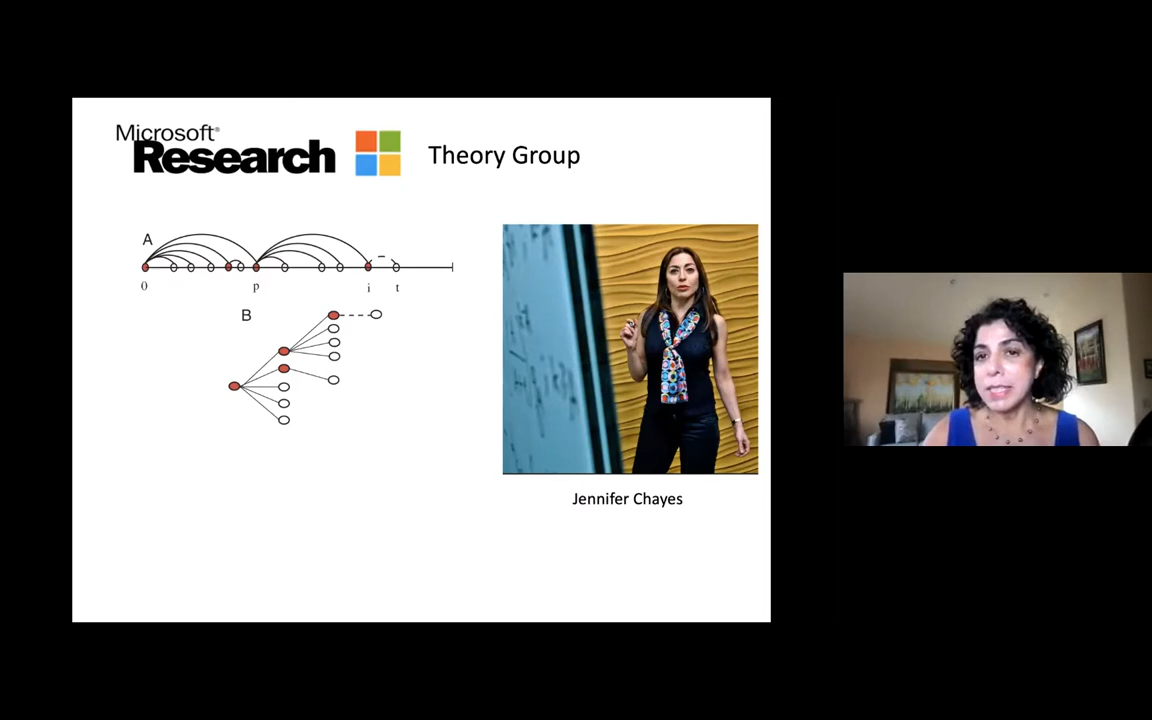 Microsoft®
Research
Theory Group
A
0 p i t
B
Jennifer Chayes